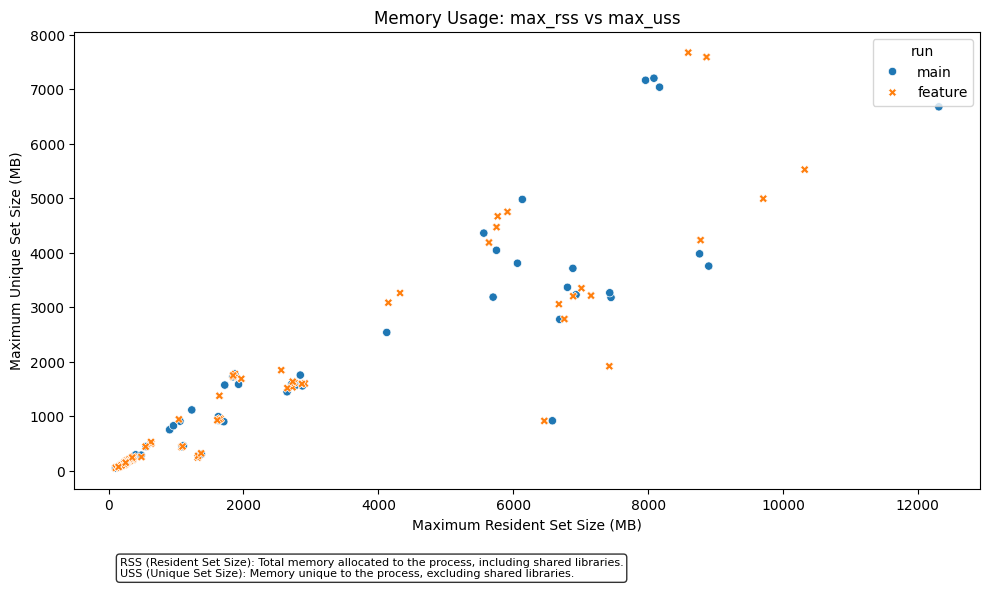 Memory Usage: max_rss vs max_uss
8000
7000
6000
5000
4000
3000
2000
1000
0
Maximum Unique Set Size (MB)
run
main
feature
0
2000
4000
6000
8000
10000
12000
Maximum Resident Set Size (MB)
RSS (Resident Set Size): Total memory allocated to the process, including shared libraries.
USS (Unique Set Size): Memory unique to the process, excluding shared libraries.